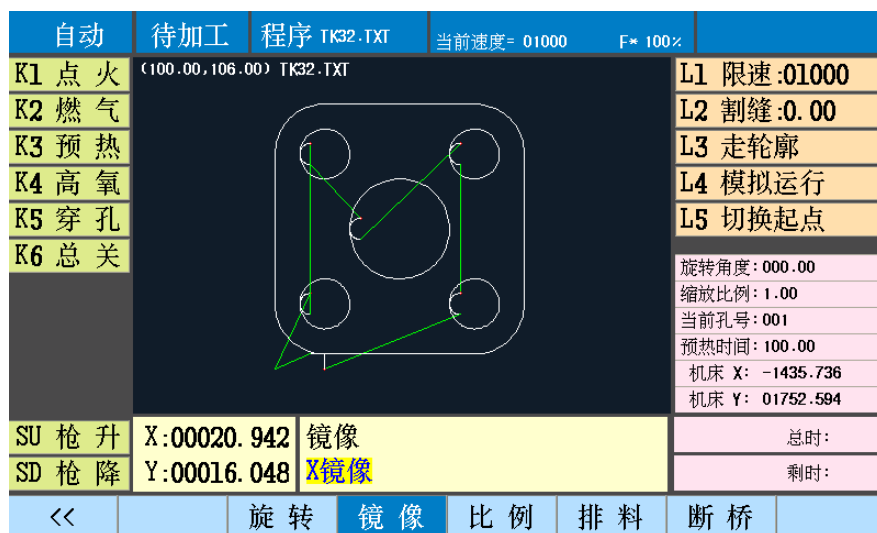 自动 待加工 程序 TK32.TXT 当前速度= 01000 F* 100%
K1 点 火
K2 燃 气
K3 预 热
K4 高 氧
K5 穿 孔
K6 总 关
(100.00,106.00) TK32.TXT
L1 限速:01000
L2 割缝:0.00
L3 走轮廓
L4 模拟运行
L5 切换起点
旋转角度:000.00
缩放比例:1.00
当前孔号:001
预热时间:100.00
机床 X: -1435.736
机床 Y: 01752.594
SU 枪 升
SD 枪 降
X:00020.942
Y:00016.048
镜像
X镜像
总时:
剩时:
<< 旋 转 镜 像 比 例 排 料 断 桥